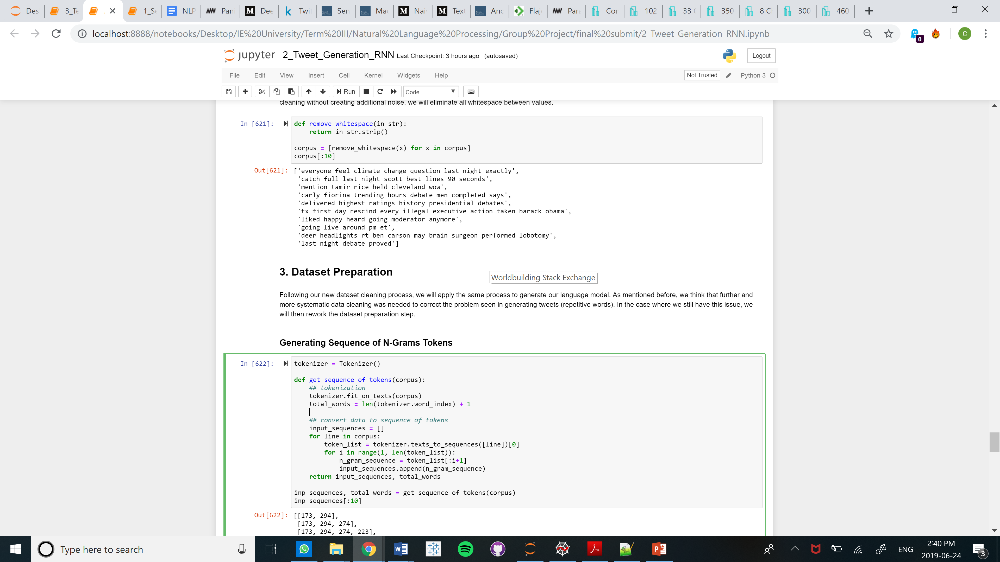 Des
3_Te
1_Se
NLP
Pan
Dee
Twit
Sen
Mac
Nai
Text
Anc
Flaj
Para
Cor
102
33
350
8 Cl
300
460
localhost:8888/notebooks/Desktop/IE%20University/Term%20III/Natural%20Language%20Processing/Group%20Project/final%20submit/2_Tweet_Generation_RNN.ipynb
0
C
jupyter 2_Tweet_Generation_RNN Last Checkpoint: 3 hours ago (autosaved)
Logout
File Edit View Insert Cell Kernel Widgets Help
Not Trusted Python 3
Run Code
cleaning without creating additional noise, we will eliminate all whitespace between values.
In [621]: def remove_whitespace(in_str):
return in_str.strip()
corpus = [remove_whitespace(x) for x in corpus]
corpus[:10]
Out[621]: ['everyone feel climate change question last night exactly',
'catch full last night scott best lines 90 seconds',
'mention tamir rice held cleveland wow',
'carly fiorina trending hours debate men completed says',
'delivered highest ratings history presidential debates',
'tx first day rescind every illegal executive action taken barack obama',
'liked happy heard going moderator anymore',
'going live around pm et',
'deer headlights rt ben carson may brain surgeon performed lobotomy',
'last night debate proved']
3. Dataset Preparation
Worldbuilding Stack Exchange
Following our new dataset cleaning process, we will apply the same process to generate our language model. As mentioned before, we think that further and
more systematic data cleaning was needed to correct the problem seen in generating tweets (repetitive words). In the case where we still have this issue, we
will then rework the dataset preparation step.
Generating Sequence of N-Grams Tokens
In [622]: tokenizer = Tokenizer()
def get_sequence_of_tokens(corpus):
## tokenization
tokenizer.fit_on_texts(corpus)
total_words = len(tokenizer.word_index) + 1
## convert data to sequence of tokens
input_sequences = []
for line in corpus:
token_list = tokenizer.texts_to_sequences([line])[0]
for i in range(1, len(token_list)):
n_gram_sequence = token_list[:i+1]
input_sequences.append(n_gram_sequence)
return input_sequences, total_words
inp_sequences, total_words = get_sequence_of_tokens(corpus)
inp_sequences[:10]
Out[622]: [[173, 294],
[173, 294, 274],
[173, 294, 274, 223],
Type here to search
ENG
2:40 PM
2019-06-24
3